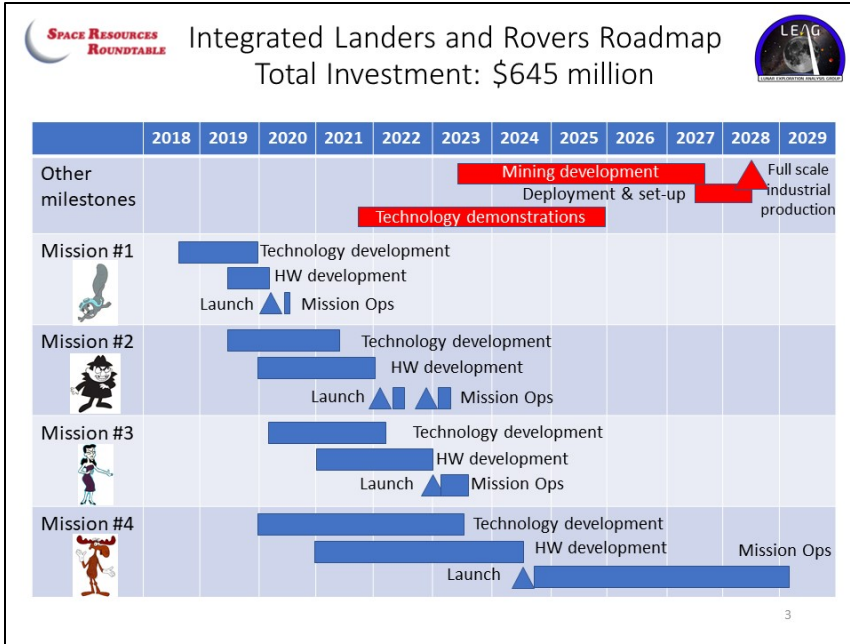 SPACE RESOURCES
ROUNDTABLE
Integrated Landers and Rovers Roadmap
Total Investment: $645 million
LEAG
LUNAR EXPLORATION ANALYSIS GROUP
2018 2019 2020 2021 2022 2023 2024 2025 2026 2027 2028 2029
Other
milestones
Mining development
Deployment & set-up
Technology demonstrations
Full scale
industrial
production
Mission #1
Technology development
HW development
Launch Mission Ops
Mission #2
Technology development
HW development
Launch Mission Ops
Mission #3
Technology development
HW development
Launch Mission Ops
Mission #4
Technology development
HW development
Mission Ops
Launch
3